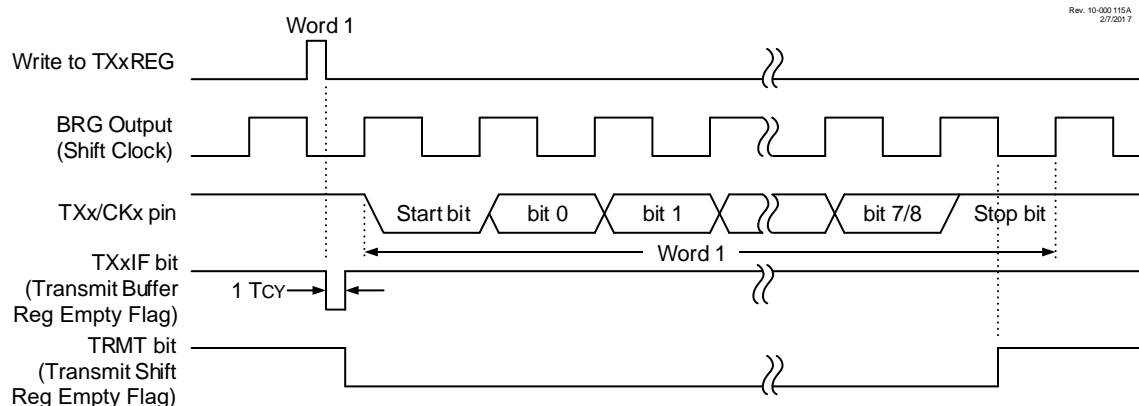 Rev. 10-000 115A
2/7/201 7
Word 1
Write to TXxREG
BRG Output
(Shift Clock)
TXx/CKx pin
Start bit
bit 0
bit 1
bit 7/8
Stop bit
Word 1
TXxIF bit
(Transmit Buffer
Reg Empty Flag)
1 TCY
TRMT bit
(Transmit Shift
Reg Empty Flag)